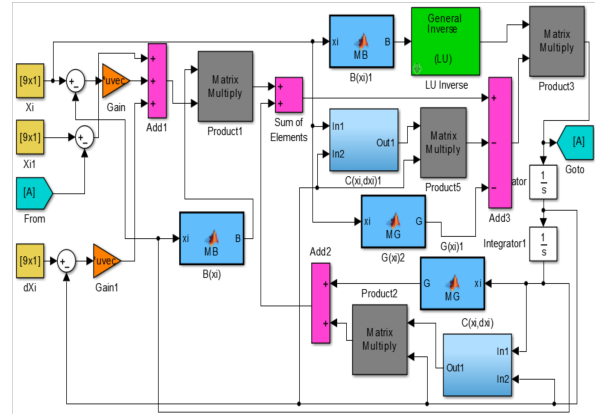 [9x1]
Xi
+
−
*uvec
Gain
+
+
+
Add1
Matrix
Multiply
Product1
xi
MB
B
B(xi)1
General
Inverse
(LU)
LU Inverse
Matrix
Multiply
Product3
+
+
Sum of
Elements
Xi1
+
−
[A]
From
In1
In2
Out1
C(xi,dxi)1
Matrix
Multiply
Product5
+
−
−
Add3
[A]
Goto
1
s
ator
xi
MG
G
G(xi)2
G(xi)1
Integrator1
1
s
[9x1]
dXi
+
−
*uvec
Gain1
xi
MB
B
B(xi)
Add2
+
+
G
MG
xi
C(xi,dxi)
Product2
Matrix
Multiply
Out1
In1
In2